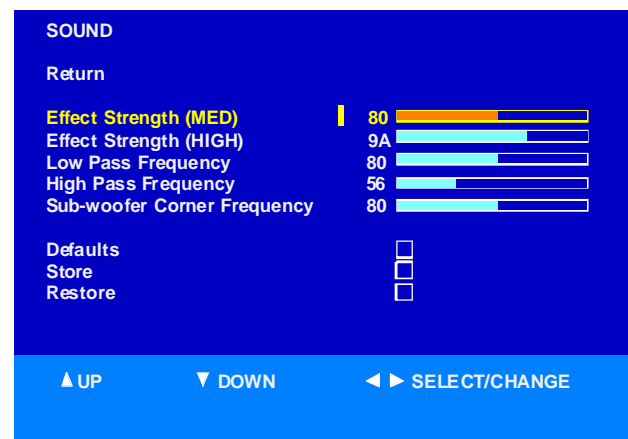 SOUND
Return
Effect Strength (MED) 80
Effect Strength (HIGH) 9A
Low Pass Frequency 80
High Pass Frequency 56
Sub-woofer Corner Frequency 80
Defaults
Store
Restore
UP DOWN SELECT/CHANGE